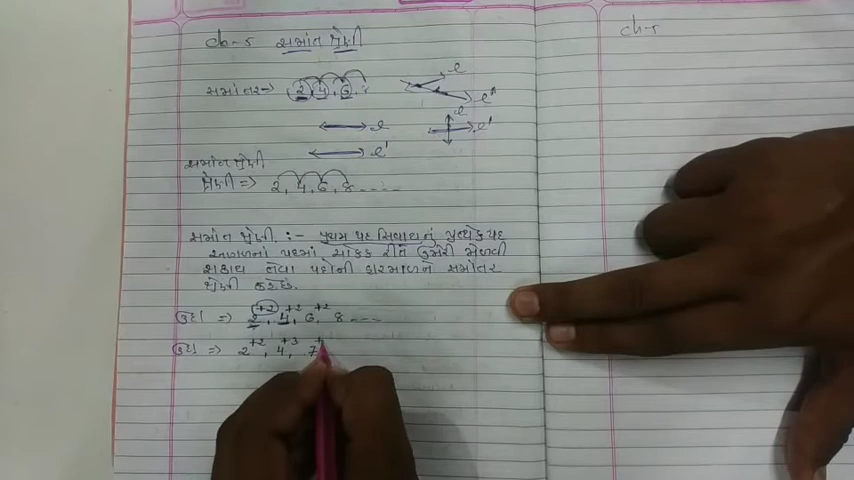 ch-5 સમાંતર શ્રેણી
ch-5
સમાંતર → 2, 4, 6, 8
l
l"
l
l'
l
l'
સમાંતર શ્રેણી
શ્રેણી => 2, 4, 6, 8 ....
સમાંતર શ્રેણી :- પ્રથમ પદ સિવાયનું પ્રત્યેક પદ
આગળનાં પદમાં ચોક્કસ રીતે ઉમેરી મેળવી
શકાય તેવા પદોની હારમાળાને સમાંતર
શ્રેણી કહે છે.
ઉદા => 2 +2, 4 +2, 6 +2, 8 ---
ઉદા => 2 +2, 4 +3, 7 +